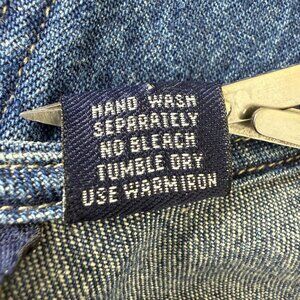 HAND WASH
SEPARATELY
NO BLEACH
TUMBLE DRY
USE WARM IRON